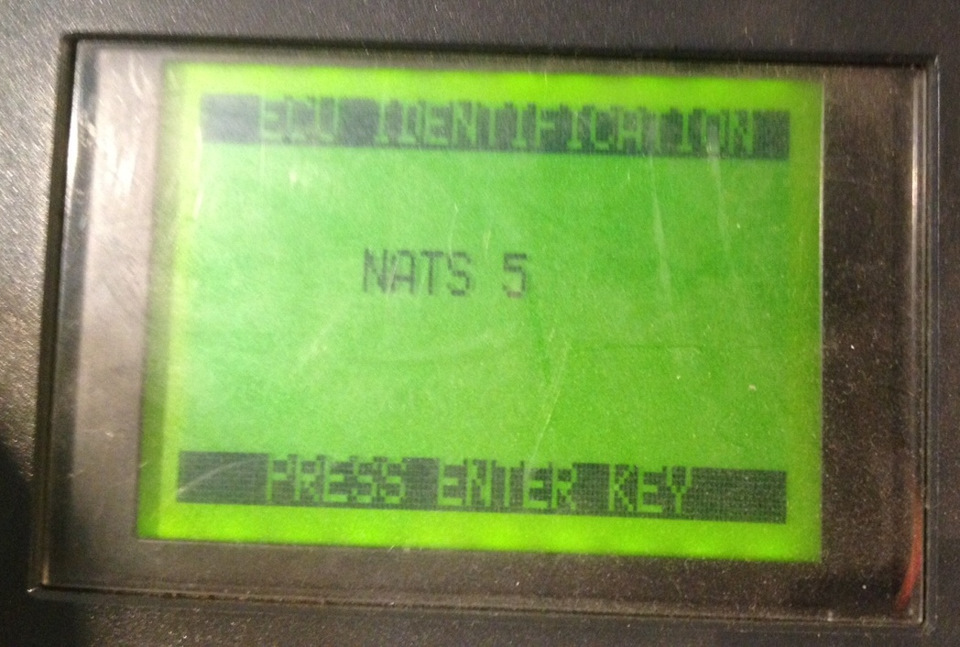 ECU IDENTIFICATION
NATS 5
PRESS ENTER KEY